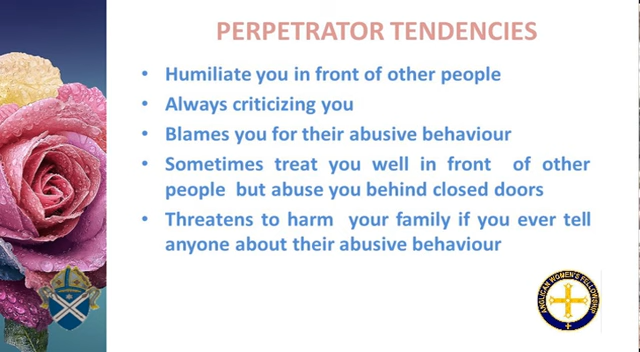 PERPETRATOR TENDENCIES
• Humiliate you in front of other people
• Always criticizing you
• Blames you for their abusive behaviour
• Sometimes treat you well in front of other
people but abuse you behind closed doors
• Threatens to harm your family if you ever tell
anyone about their abusive behaviour
ANGLICAN WOMEN'S FELLOWSHIP